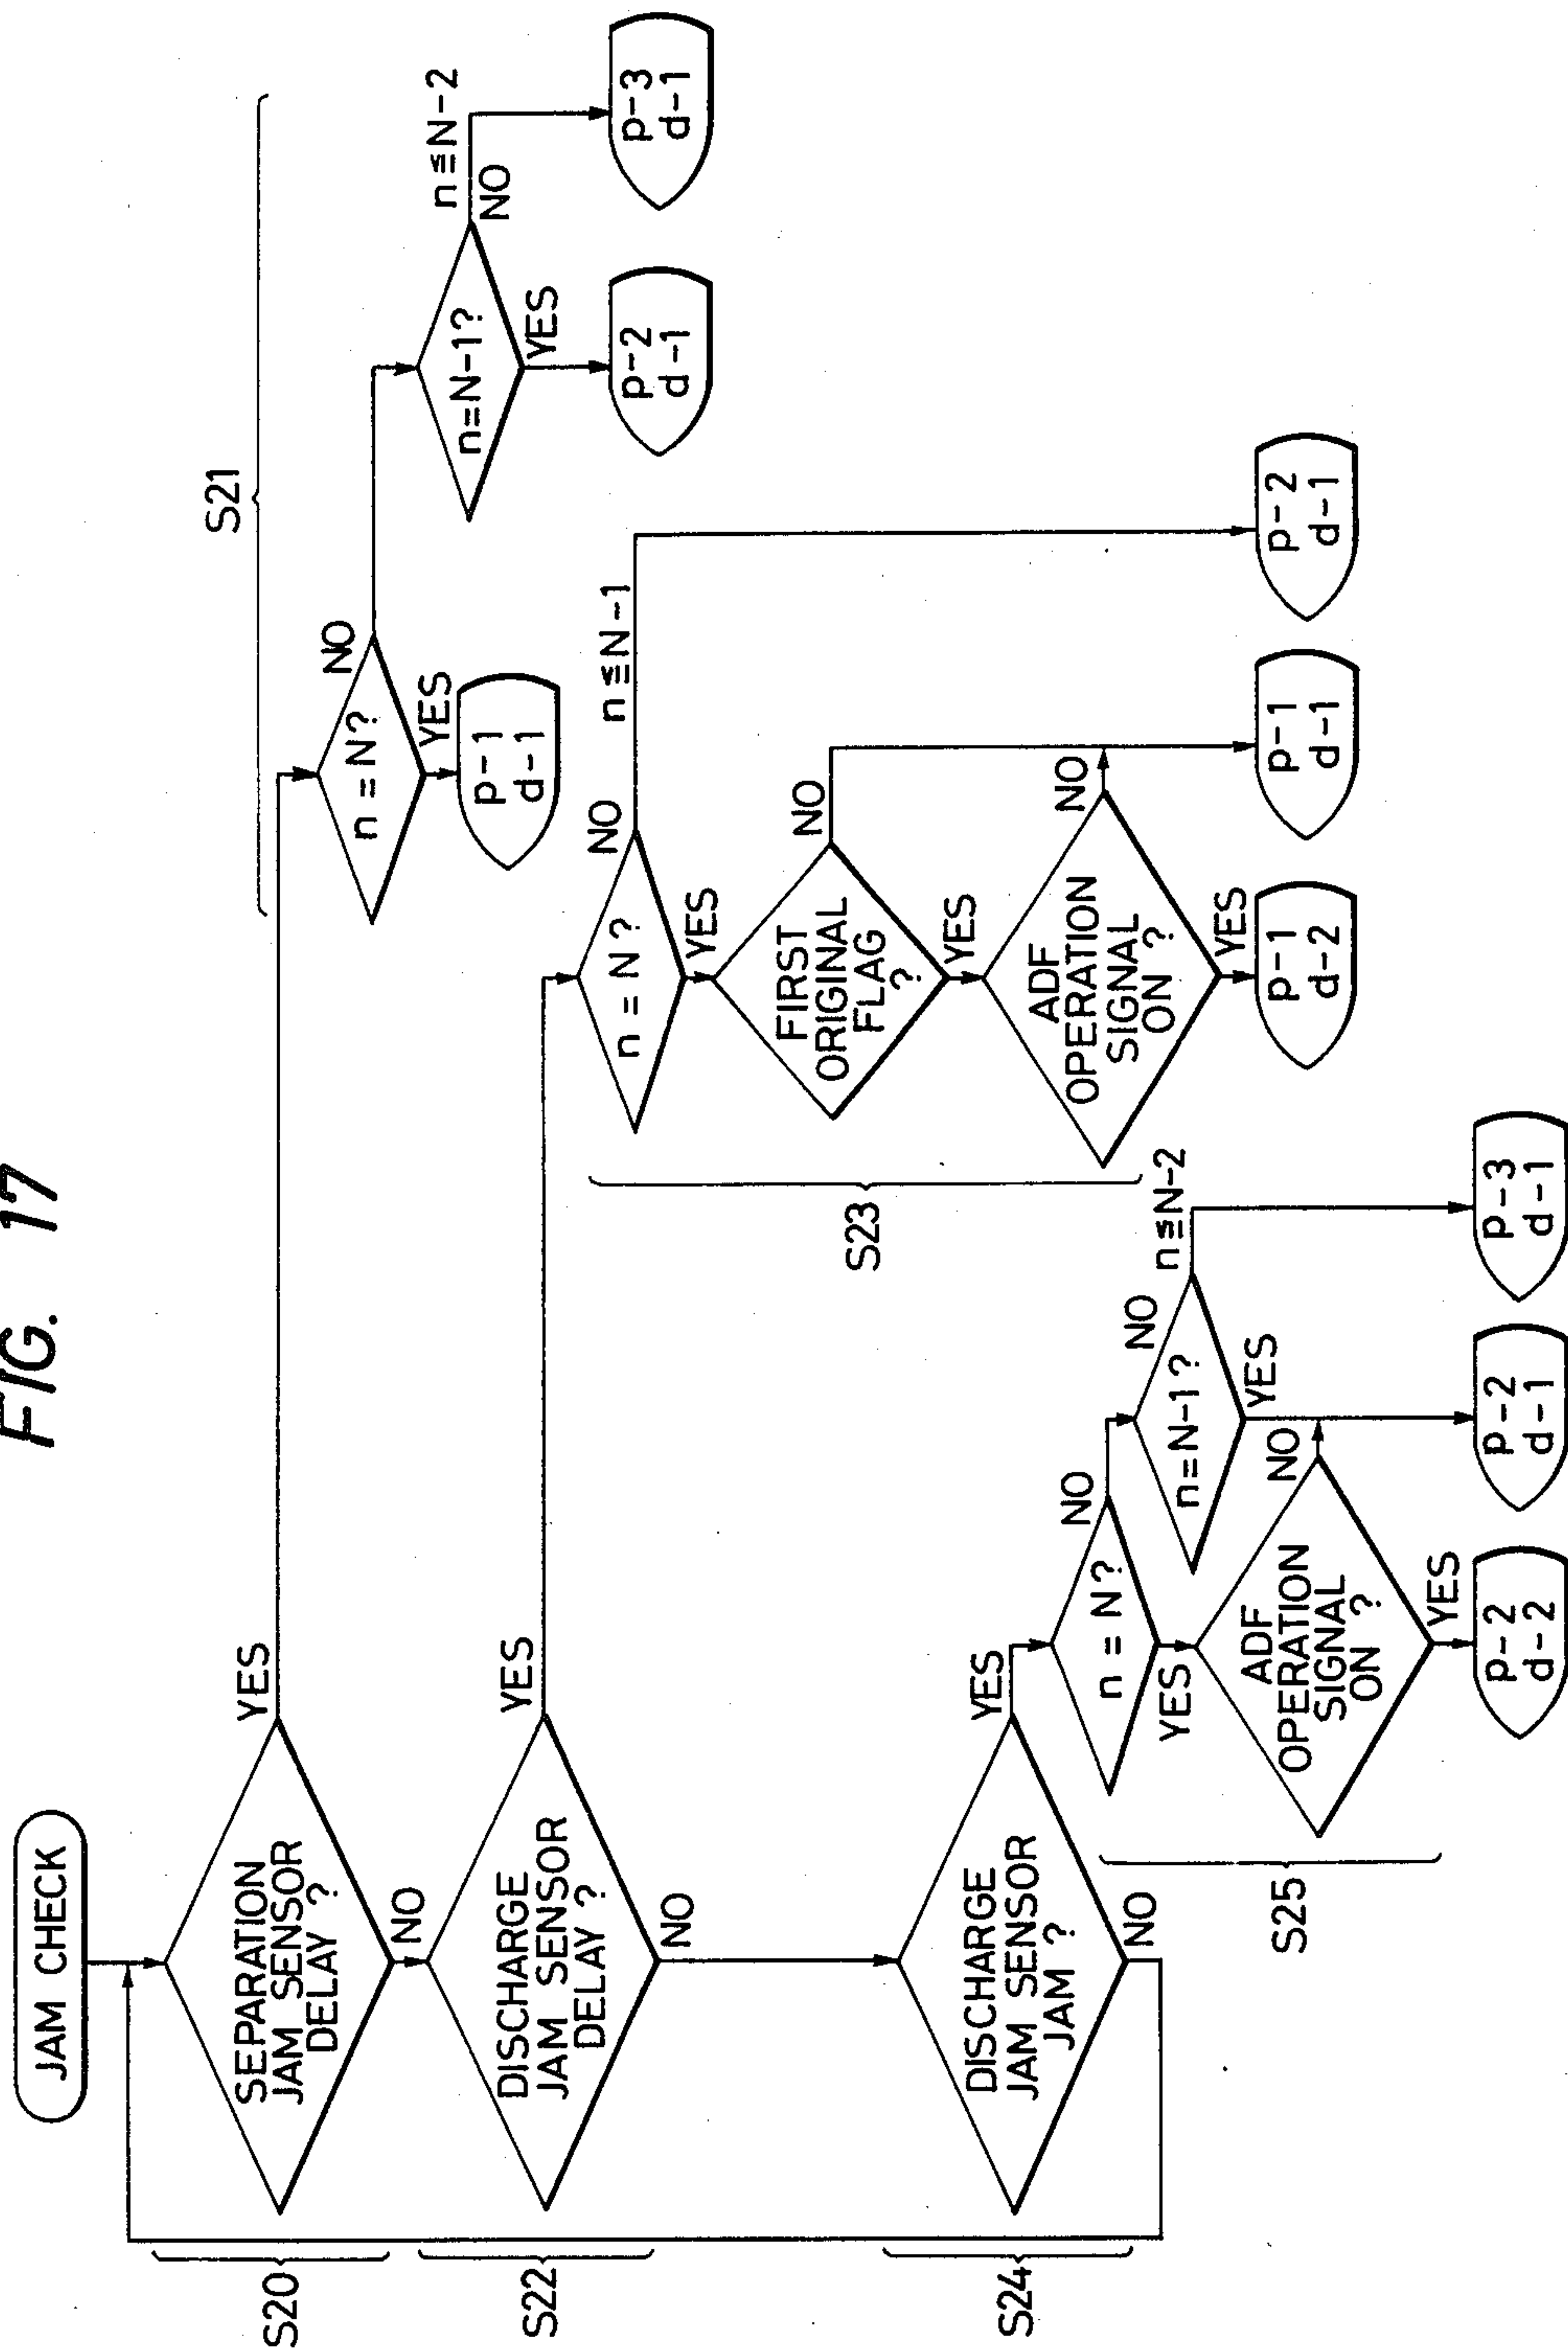 FIG. 17
JAM CHECK
S20
SEPARATION
JAM SENSOR
DELAY ?
YES
NO
S21
n = N ?
NO
YES
p-1
d-1
n=N-1?
n≦N-2
NO
YES
p-2
d-1
p-3
d-1
S22
DISCHARGE
JAM SENSOR
DELAY ?
YES
NO
S23
n = N ?
NO
n≦N-1
YES
FIRST
ORIGINAL
FLAG
?
NO
YES
ADF
OPERATION
SIGNAL
ON ?
NO
YES
p-1
d-2
p-1
d-1
p-2
d-1
S24
DISCHARGE
JAM SENSOR
JAM ?
YES
NO
S25
n = N ?
NO
YES
n=N-1?
NO
n≦N-2
YES
ADF
OPERATION
SIGNAL
ON ?
NO
YES
p-2
d-2
p-2
d-1
p-3
d-1